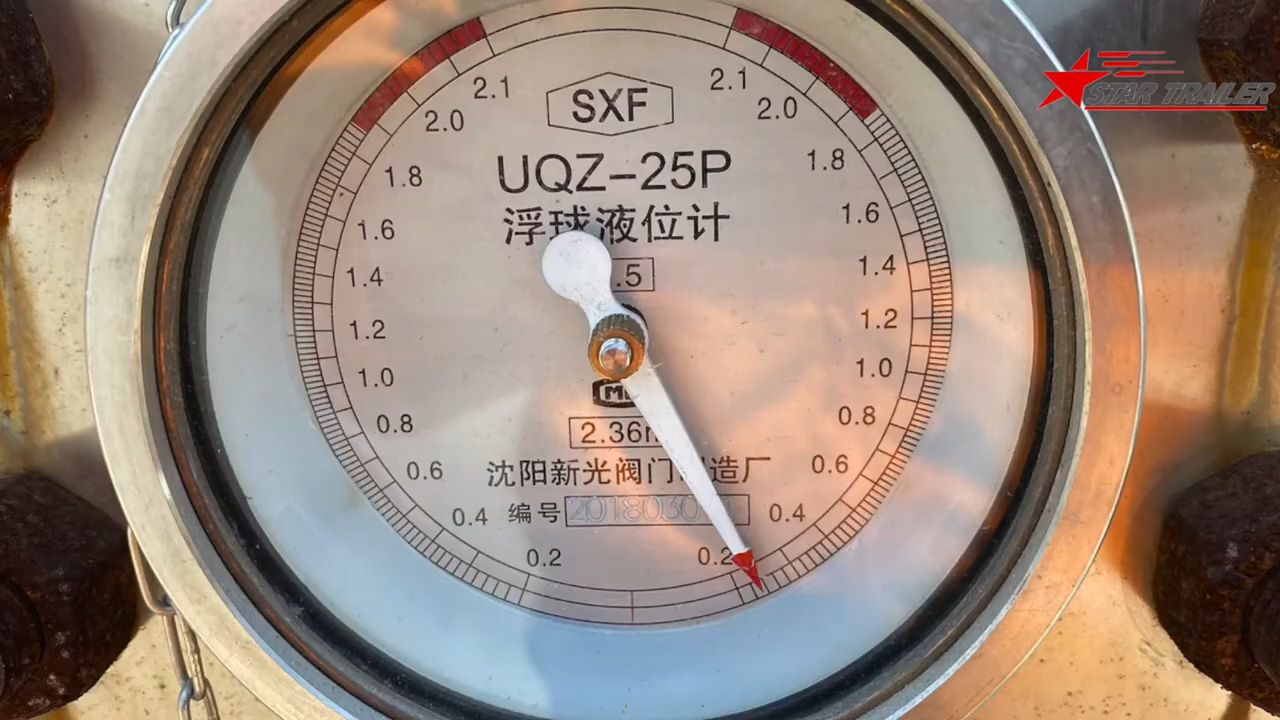 STAR TRAILER
2.1 SXF 2.1
2.0 2.0
UQZ-25P
1.8 1.8
浮球液位计
1.6 1.6
.5
1.4 1.4
1.2 1.2
1.0 1.0
0.8 0.8
2.36
沈阳新光阀门 造厂
0.6 0.6
0.4 编号 2018030 0.4
0.2 0.2